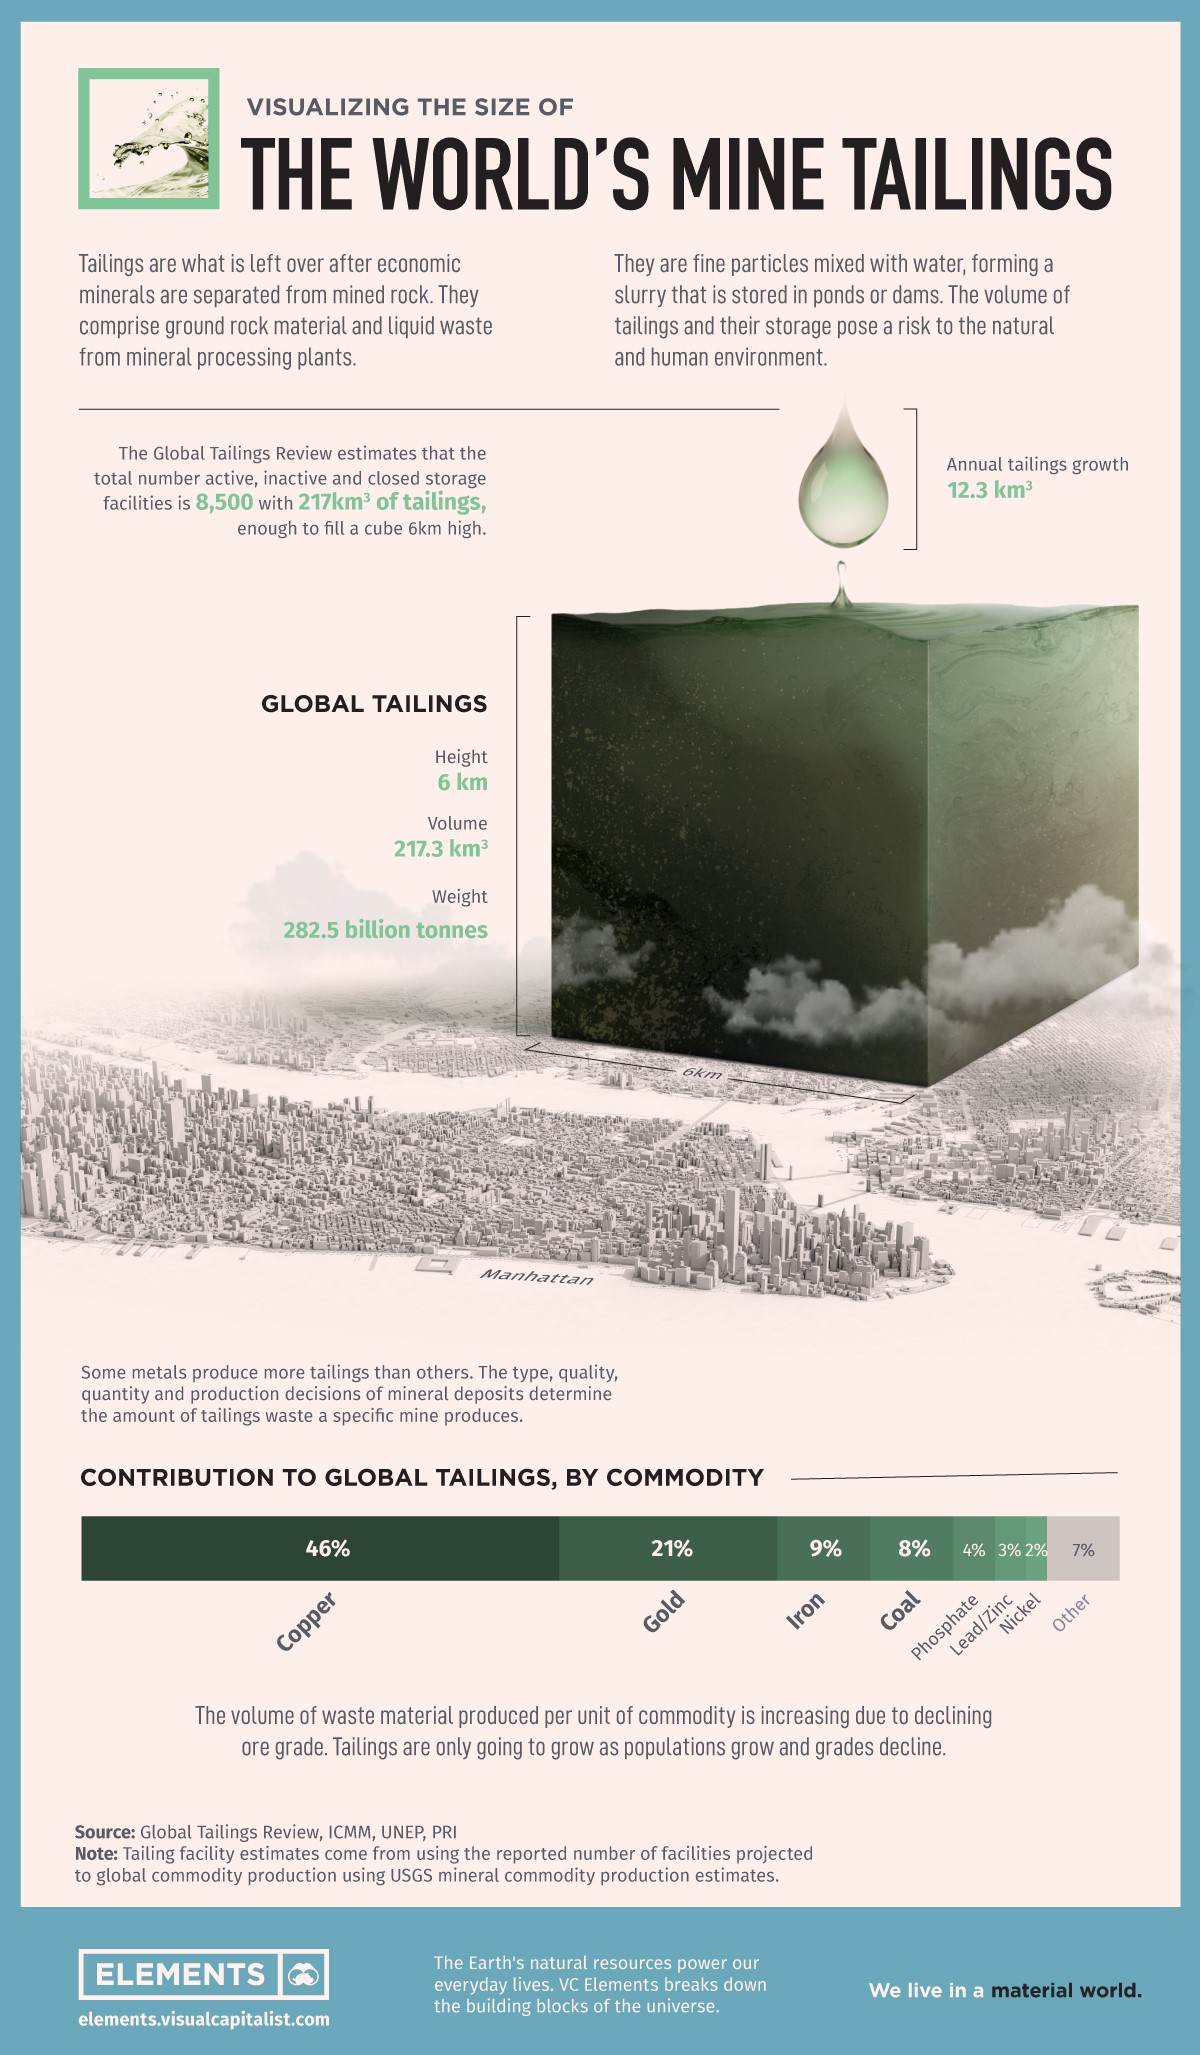 VISUALIZING THE SIZE OF
THE WORLD'S MINE TAILINGS
Tailings are what is left over after economic
minerals are separated from mined rock. They
comprise ground rock material and liquid waste
from mineral processing plants.
They are fine particles mixed with water, forming a
slurry that is stored in ponds or dams. The volume of
tailings and their storage pose a risk to the natural
and human environment.
The Global Tailings Review estimates that the
total number active, inactive and closed storage
facilities is 8,500 with 217km³ of tailings,
enough to fill a cube 6km high.
Annual tailings growth
12.3 km³
GLOBAL TAILINGS
Height
6 km
Volume
217.3 km³
Weight
282.5 billion tonnes
6km
Manhattan
Some metals produce more tailings than others. The type, quality,
quantity and production decisions of mineral deposits determine
the amount of tailings waste a specific mine produces.
CONTRIBUTION TO GLOBAL TAILINGS, BY COMMODITY
46% 21% 9% 8% 4% 3% 2% 7%
Copper Gold Iron Coal Phosphate Lead/Zinc Nickel Other
The volume of waste material produced per unit of commodity is increasing due to declining
ore grade. Tailings are only going to grow as populations grow and grades decline.
Source: Global Tailings Review, ICMM, UNEP, PRI
Note: Tailing facility estimates come from using the reported number of facilities projected
to global commodity production using USGS mineral commodity production estimates.
ELEMENTS
elements.visualcapitalist.com
The Earth's natural resources power our
everyday lives. VC Elements breaks down
the building blocks of the universe.
We live in a material world.